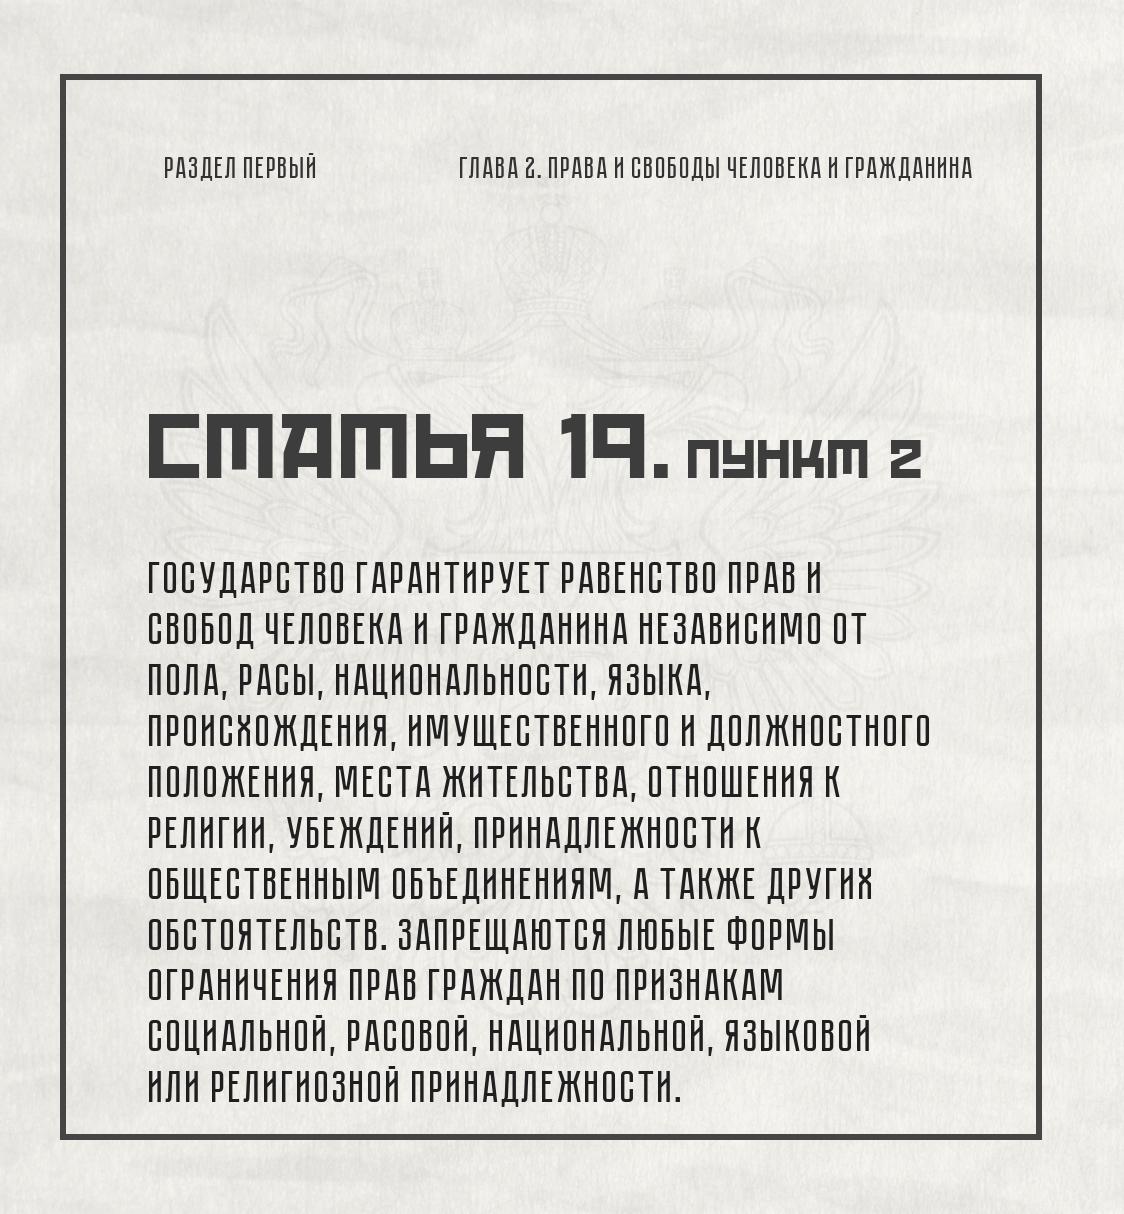 РАЗДЕЛ ПЕРВЫЙ ГЛАВА 2. ПРАВА И СВОБОДЫ ЧЕЛОВЕКА И ГРАЖДАНИНА
СТАТЬЯ 19. ПУНКТ 2
ГОСУДАРСТВО ГАРАНТИРУЕТ РАВЕНСТВО ПРАВ И
СВОБОД ЧЕЛОВЕКА И ГРАЖДАНИНА НЕЗАВИСИМО ОТ
ПОЛА, РАСЫ, НАЦИОНАЛЬНОСТИ, ЯЗЫКА,
ПРОИСХОЖДЕНИЯ, ИМУЩЕСТВЕННОГО И ДОЛЖНОСТНОГО
ПОЛОЖЕНИЯ, МЕСТА ЖИТЕЛЬСТВА, ОТНОШЕНИЯ К
РЕЛИГИИ, УБЕЖДЕНИЙ, ПРИНАДЛЕЖНОСТИ К
ОБЩЕСТВЕННЫМ ОБЪЕДИНЕНИЯМ, А ТАКЖЕ ДРУГИХ
ОБСТОЯТЕЛЬСТВ. ЗАПРЕЩАЮТСЯ ЛЮБЫЕ ФОРМЫ
ОГРАНИЧЕНИЯ ПРАВ ГРАЖДАН ПО ПРИЗНАКАМ
СОЦИАЛЬНОЙ, РАСОВОЙ, НАЦИОНАЛЬНОЙ, ЯЗЫКОВОЙ
ИЛИ РЕЛИГИОЗНОЙ ПРИНАДЛЕЖНОСТИ.